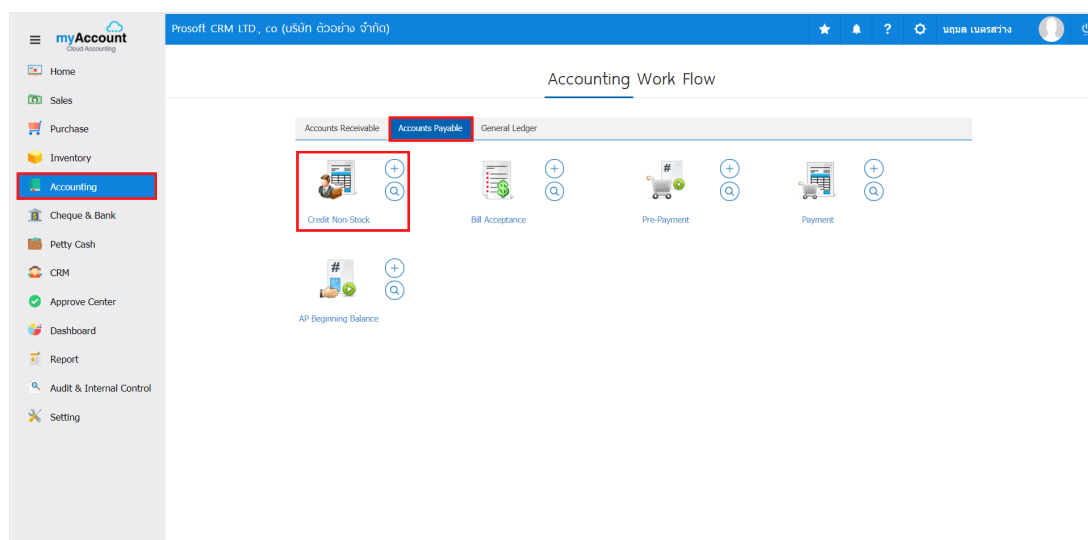 myAccount
Cloud Accounting
Prosoft CRM LTD., co (บริษัท ตัวอย่าง จำกัด)
?
นฤมล เนตรสว่าง
Home
Sales
Purchase
Inventory
Accounting
Cheque & Bank
Petty Cash
CRM
Approve Center
Dashboard
Report
Audit & Internal Control
Setting
Accounting Work Flow
Accounts Receivable Accounts Payable General Ledger
Credit Non-Stock Bill Acceptance Pre-Payment Payment
AP Beginning Balance